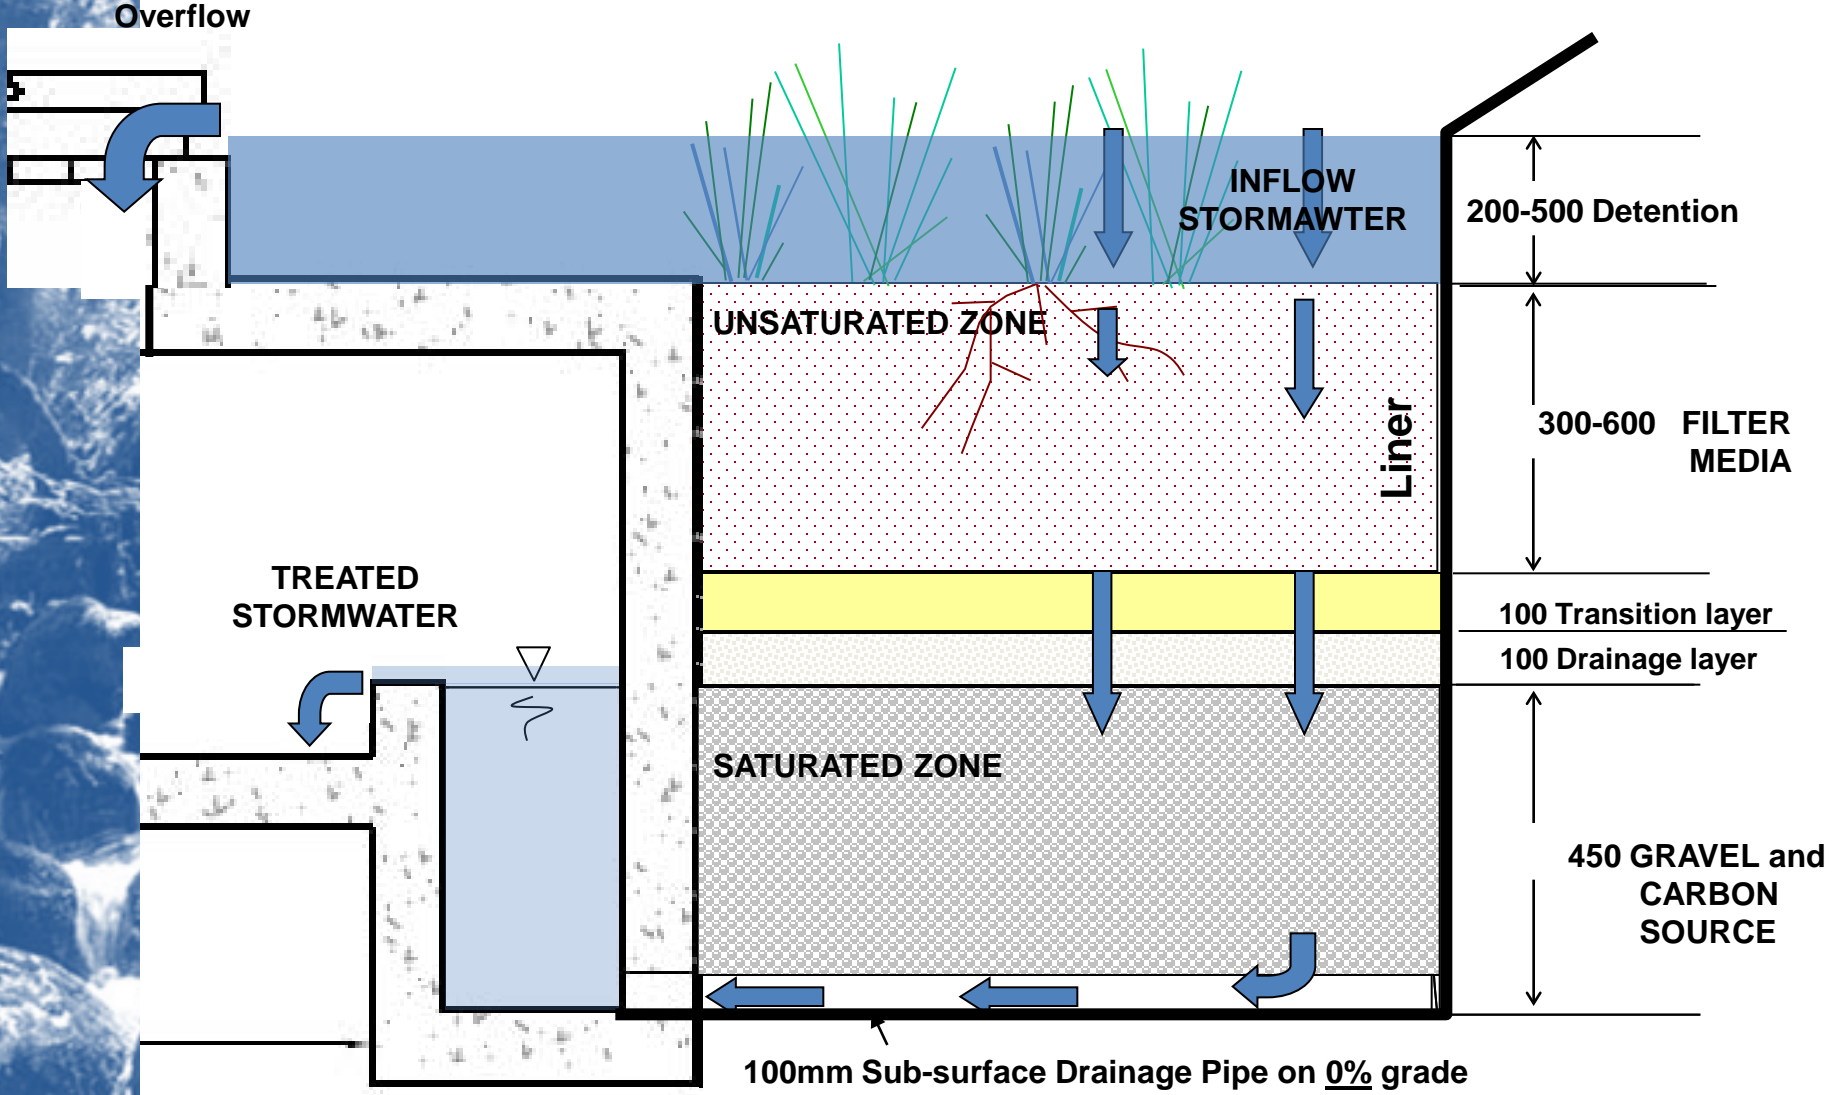 Overflow
INFLOW
STORMAWTER
200-500 Detention
UNSATURATED ZONE
Liner
300-600 FILTER
MEDIA
TREATED
STORMWATER
100 Transition layer
100 Drainage layer
SATURATED ZONE
450 GRAVEL and
CARBON
SOURCE
100mm Sub-surface Drainage Pipe on 0% grade